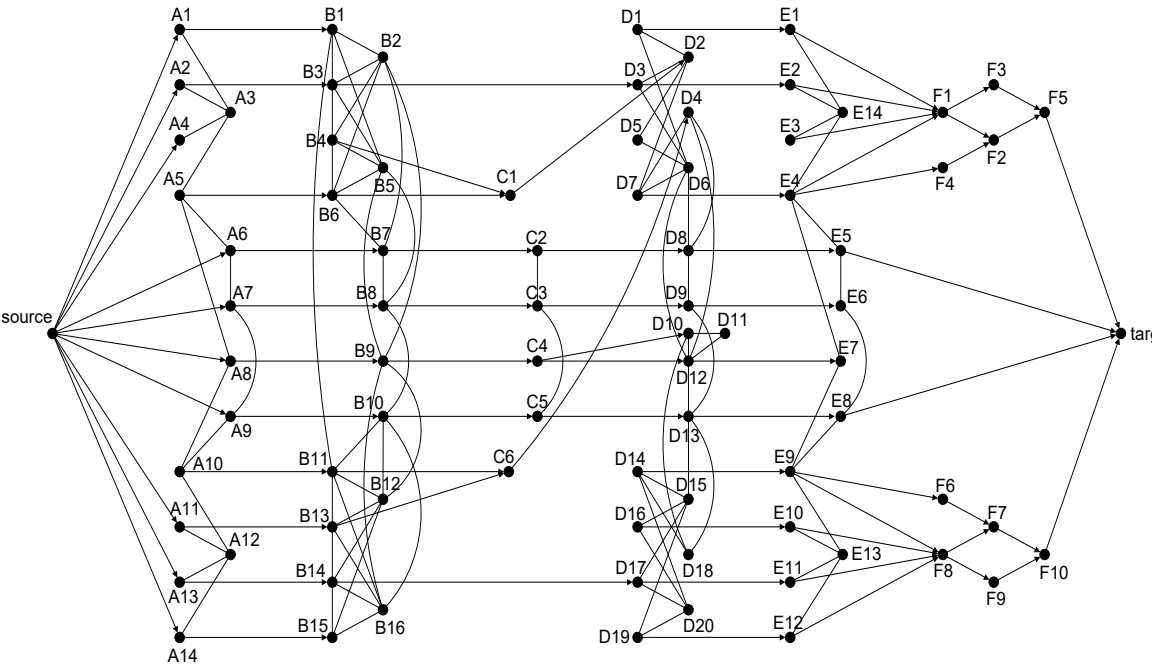 A1 B1 D1 E1
B2 D2
A2 B3 D3 E2 F3
A3 D4 F1 F5
A4 B4 D5 E3 E14
F2
B5 C1 D6
A5 B6 D7 E4 F4
A6 B7 C2 D8 E5
A7 B8 C3 D9 E6
source D10 D11 targ
A8 B9 C4 D12 E7
A9 B10 C5 D13 E8
A10 B11 C6 D14 E9
B12 D15 F6
A11 B13 D16 E10 F7
A12 D18 E13 F8 F10
A13 B14 D17 E11 F9
B16 D20
A14 B15 D19 E12